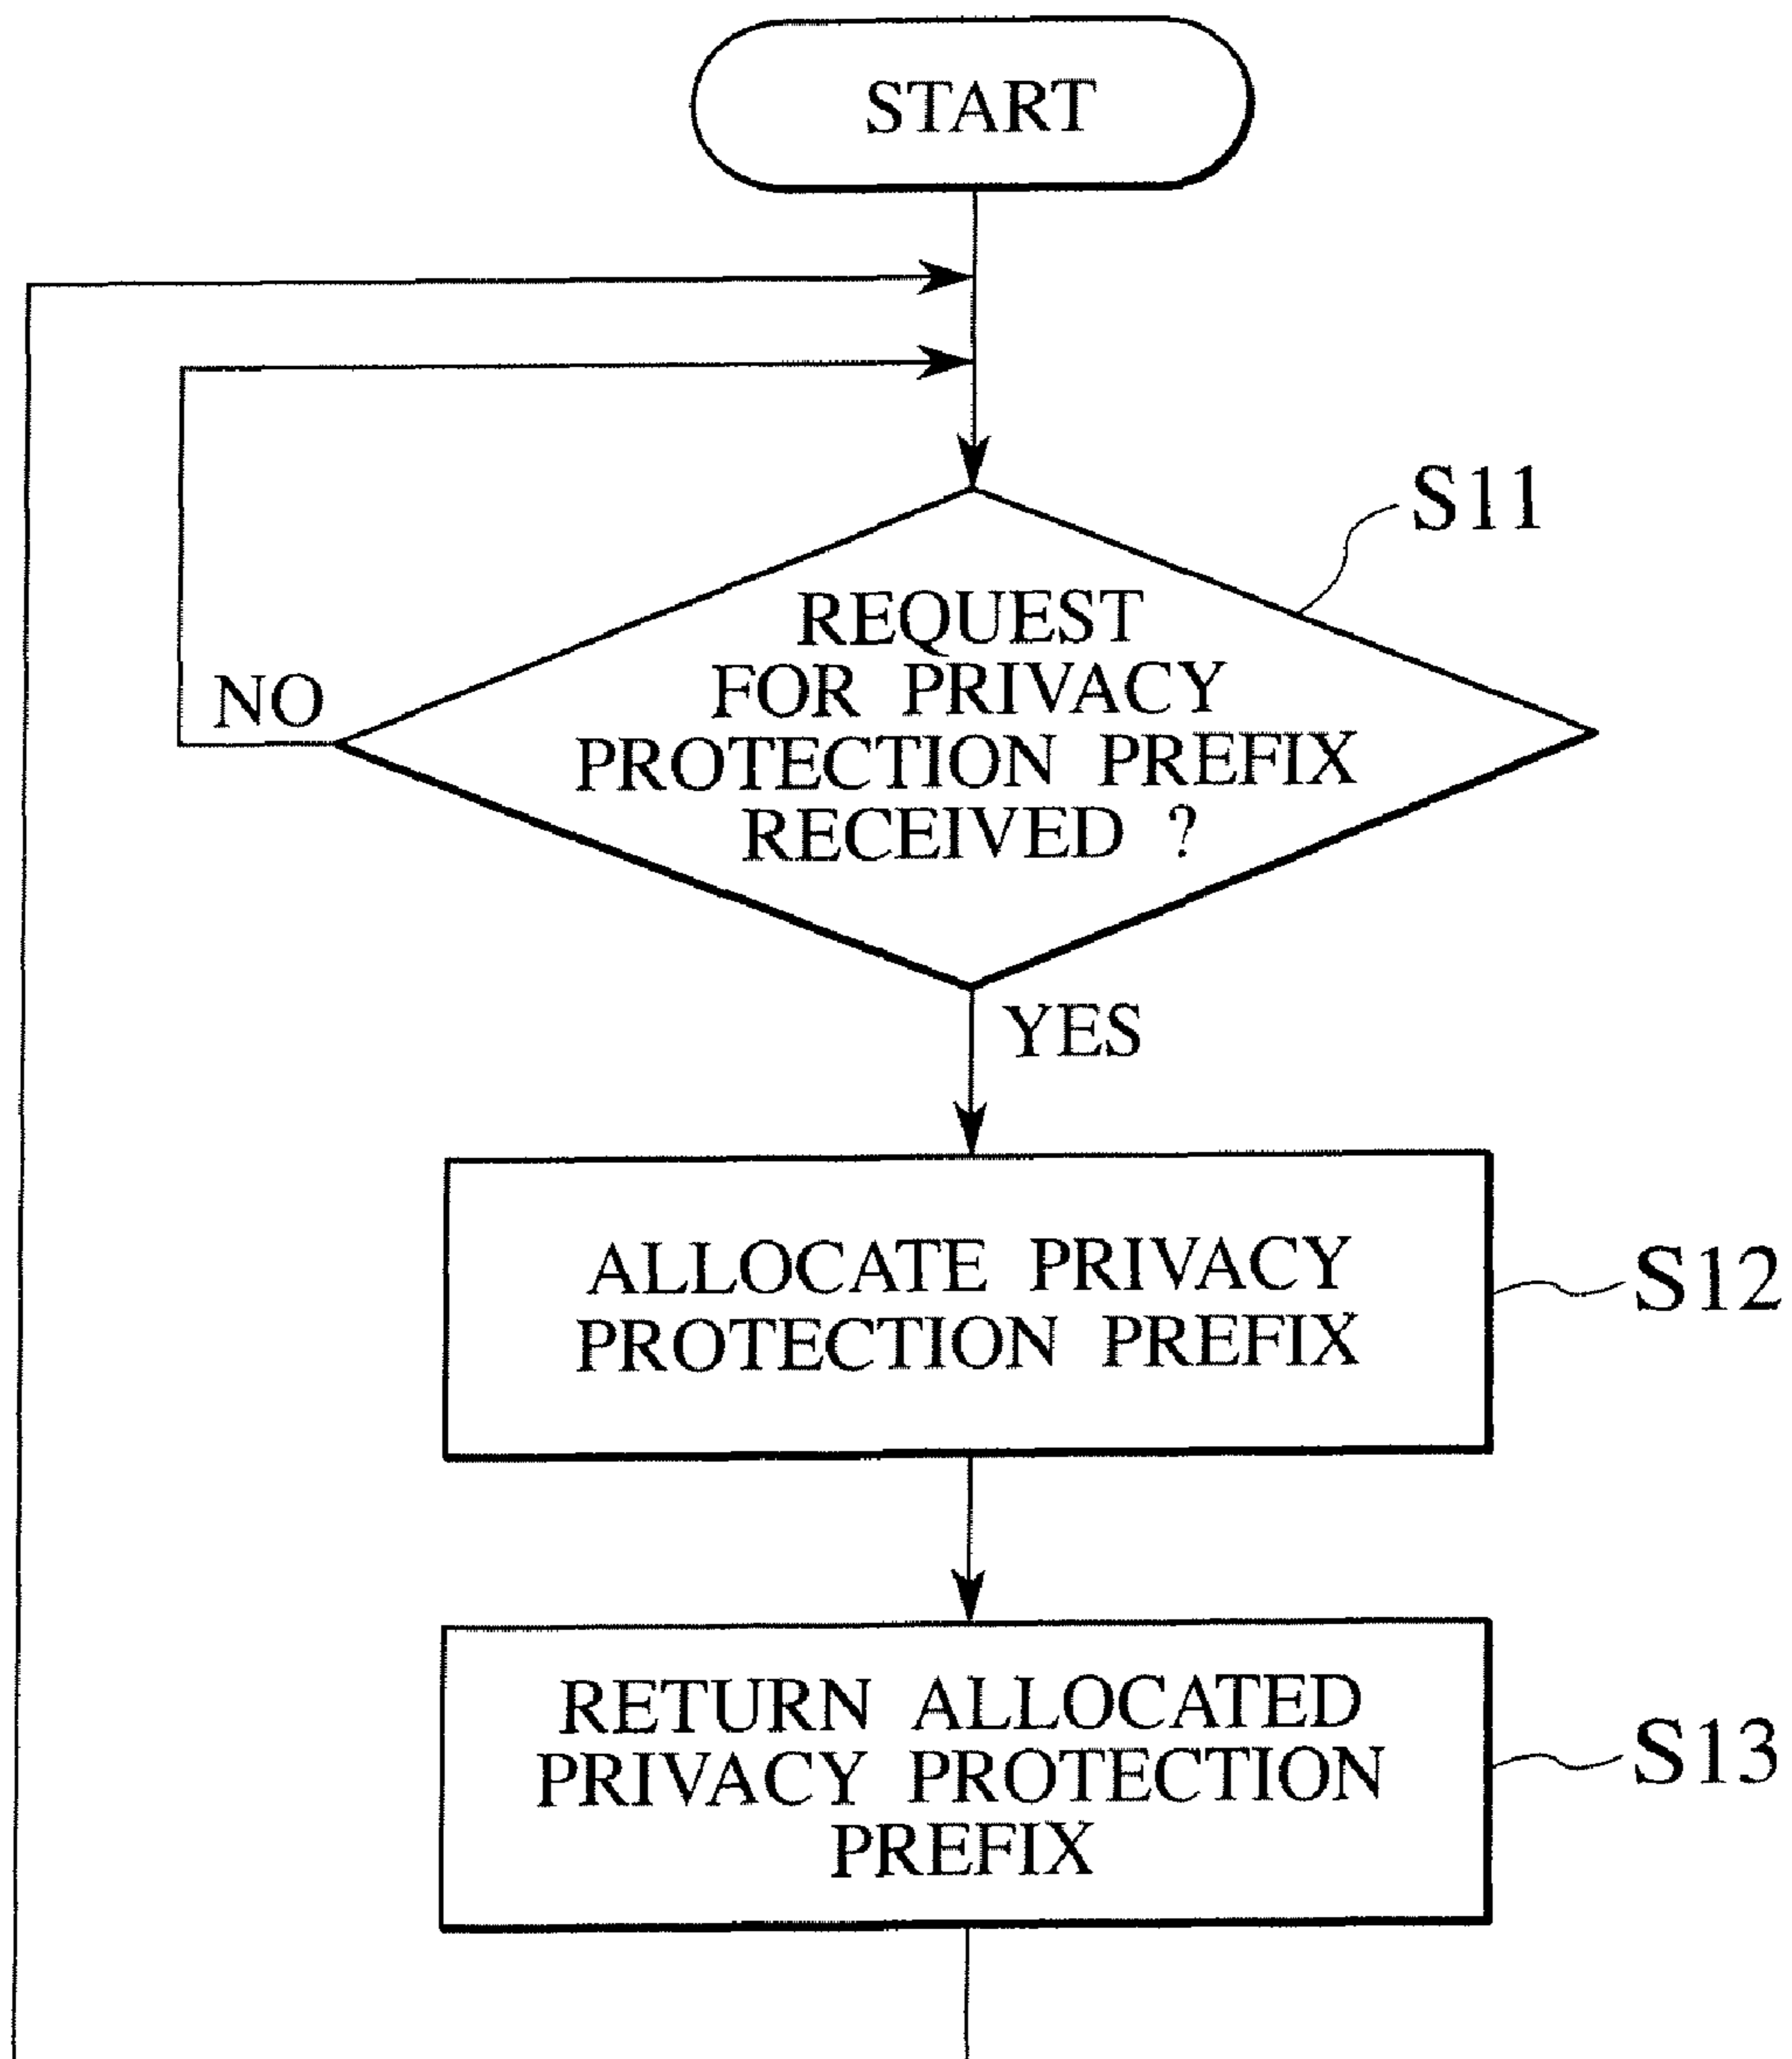 START
S11
REQUEST
FOR PRIVACY
PROTECTION PREFIX
RECEIVED ?
NO
YES
ALLOCATE PRIVACY
PROTECTION PREFIX
S12
RETURN ALLOCATED
PRIVACY PROTECTION
PREFIX
S13